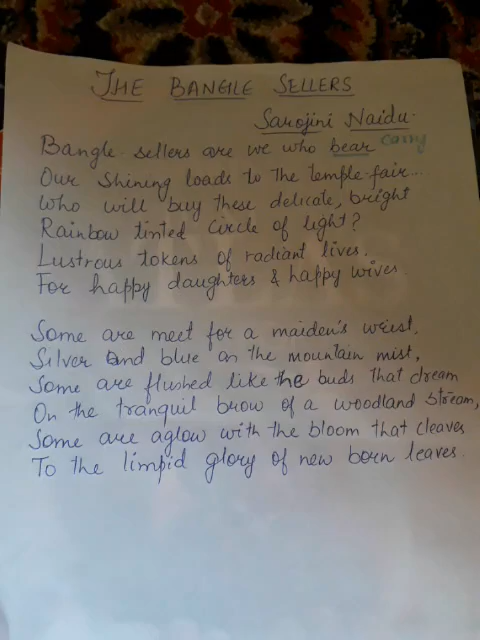 THE BANGLE SELLERS
Sarojini Naidu.
Bangle sellers are we who bear carry
Our shining loads to the temple fair...
Who will buy these delicate, bright
Rainbow tinted circle of light?
Lustrous tokens of radiant lives.
For happy daughters & happy wives.
Some are meet for a maiden's wrist,
Silver and blue as the mountain mist,
Some are flushed like the buds that dream
On the tranquil brow of a woodland stream,
Some are aglow with the bloom that cleaves
To the limpid glory of new born leaves.